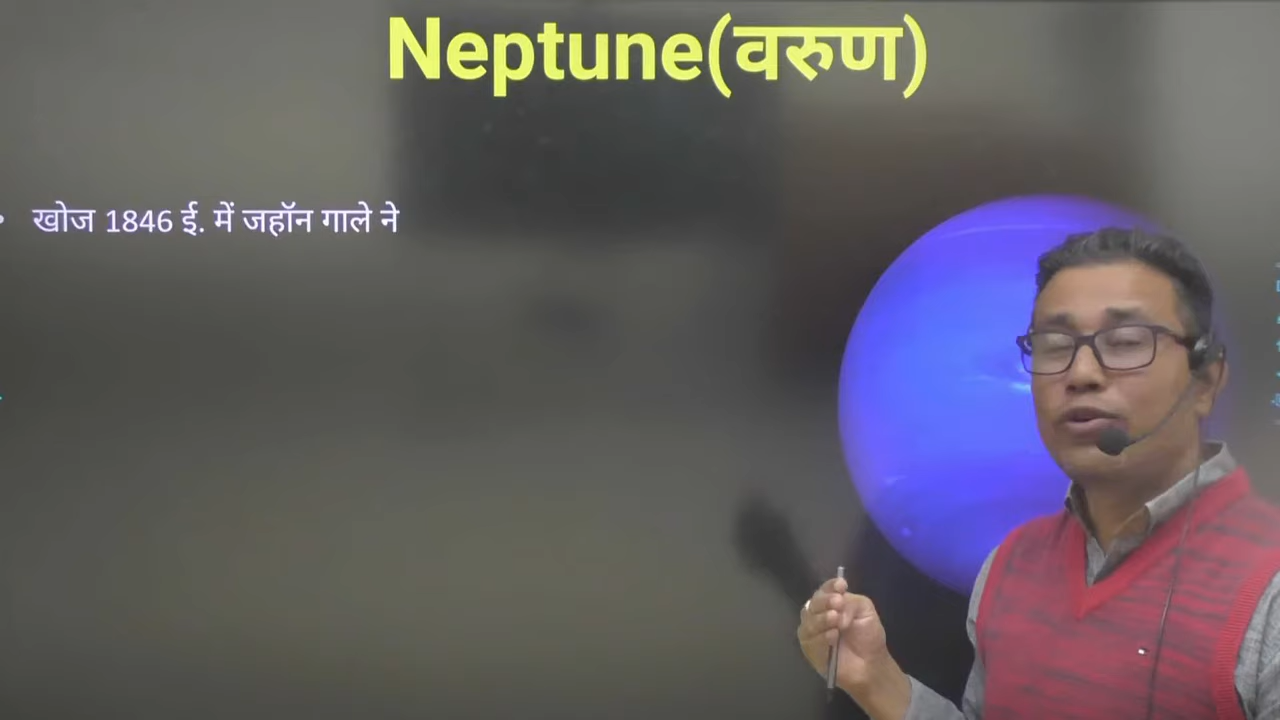 Neptune(वरुण)
• खोज 1846 ई. में जहॉन गाले ने